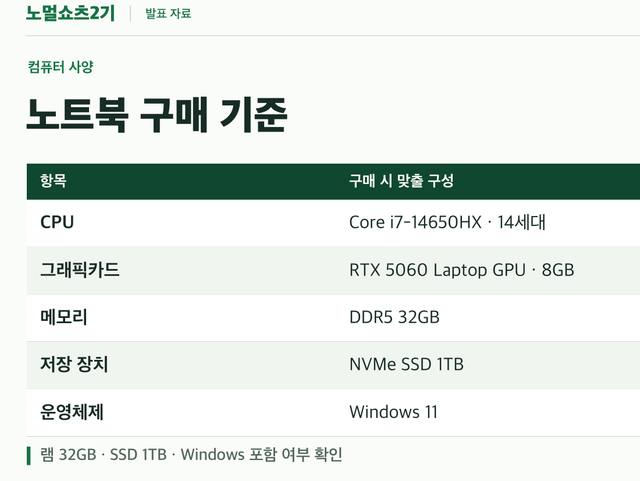 노멀쇼츠2기 발표 자료
컴퓨터 사양
노트북 구매 기준
항목 구매 시 맞출 구성
CPU Core i7-14650HX · 14세대
그래픽카드 RTX 5060 Laptop GPU · 8GB
메모리 DDR5 32GB
저장 장치 NVMe SSD 1TB
운영체제 Windows 11
램 32GB · SSD 1TB · Windows 포함 여부 확인